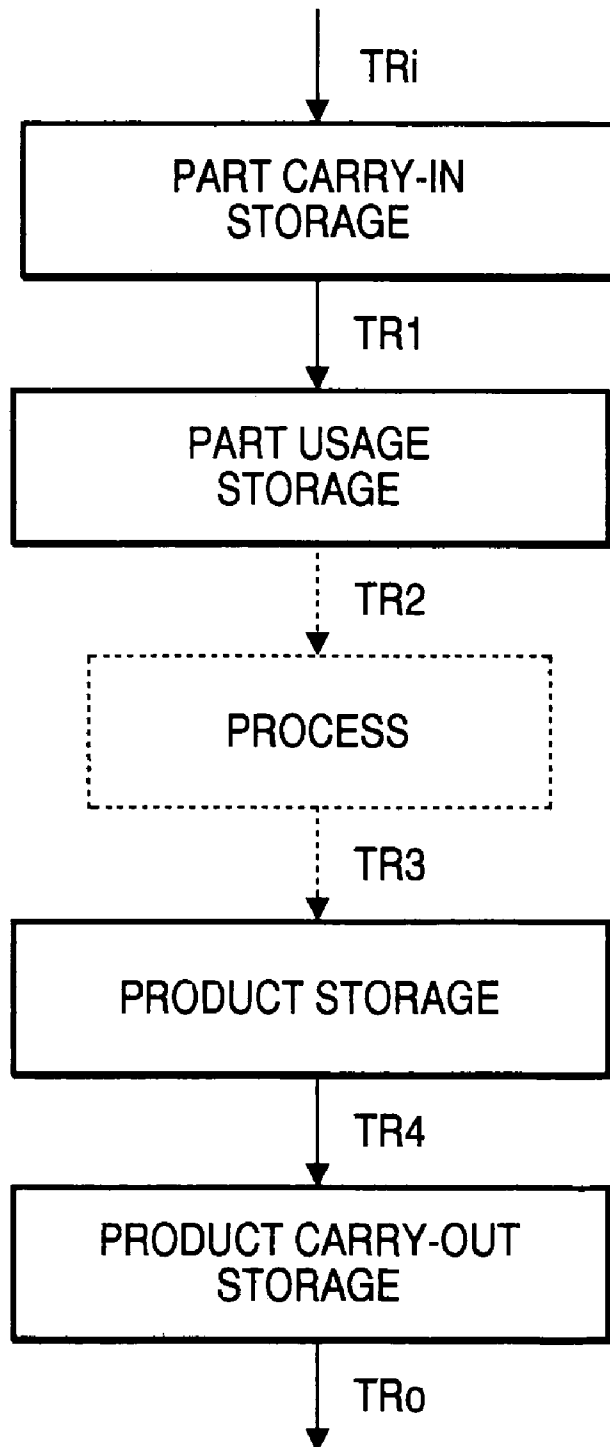 TRi
PART CARRY-IN
STORAGE
TR1
PART USAGE
STORAGE
TR2
PROCESS
TR3
PRODUCT STORAGE
TR4
PRODUCT CARRY-OUT
STORAGE
TRo